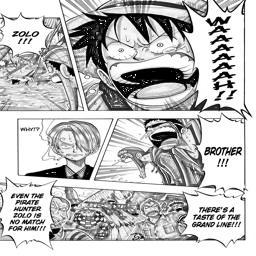 WAAAAAAH!!
ZOLO
!!!
BROTHER
!!!
WHY!?
THERE'S A
TASTE OF THE
GRAND LINE!!!
EVEN THE
PIRATE
HUNTER
ZOLO IS NO
MATCH
FOR HIM!!!